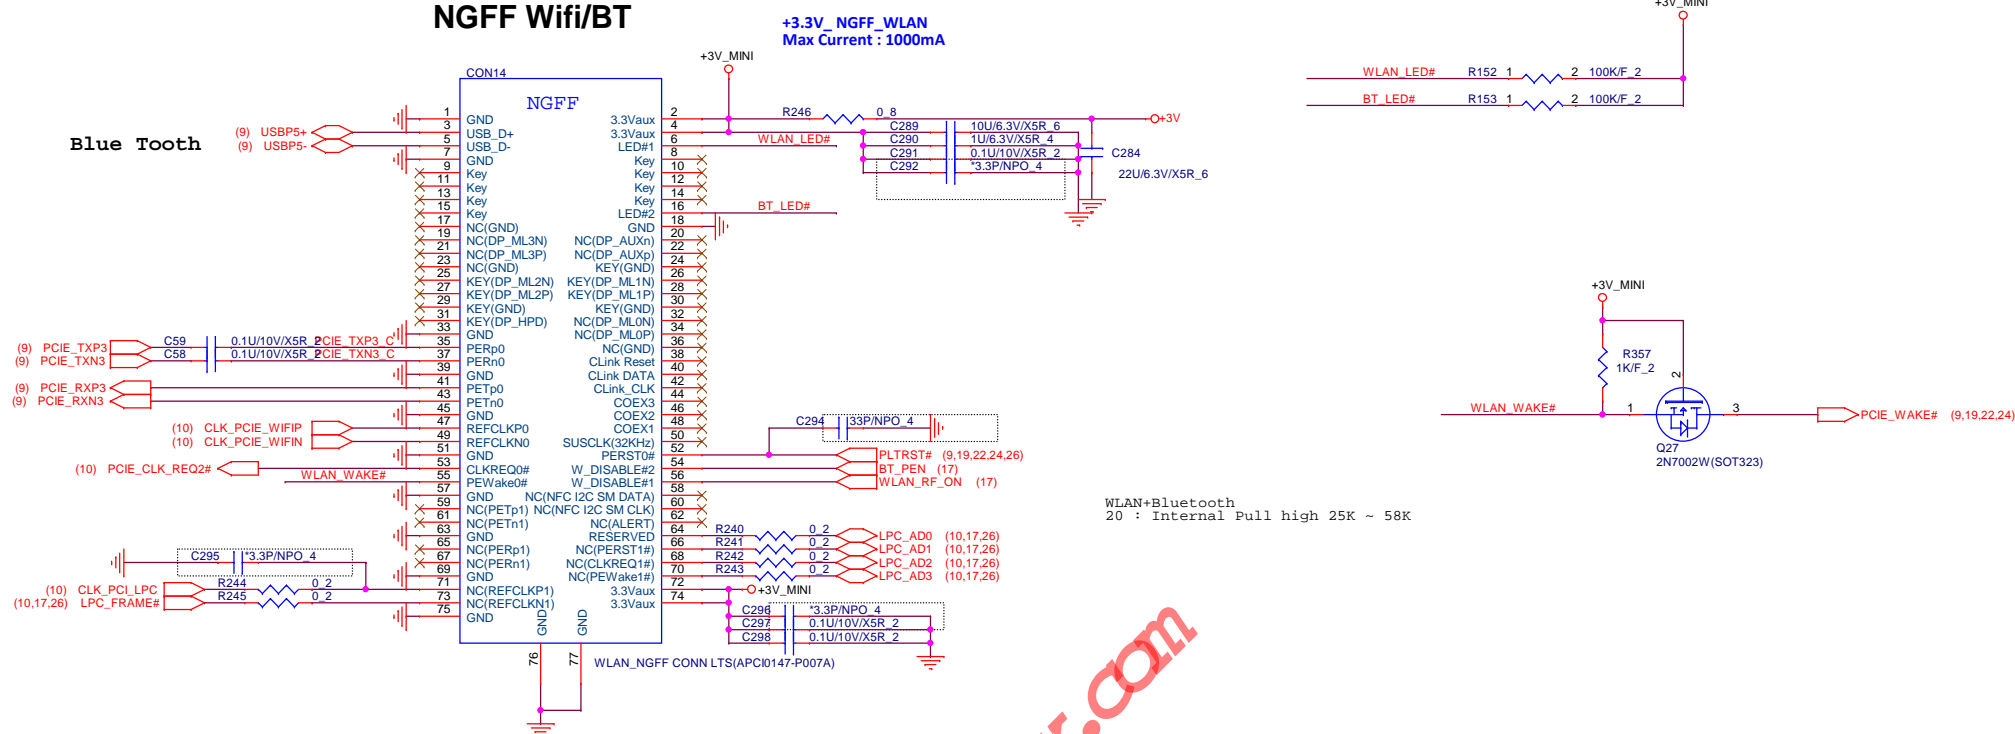 NGFF Wifi/BT
+3.3V_ NGFF_WLAN
Max Current : 1000mA
+3V_MINI
CON14
NGFF
Blue Tooth
1 GND 3.3Vaux 2
3 USB_D+ 3.3Vaux 4
5 USB_D- LED#1 6
7 GND Key 8
9 Key Key 10
11 Key Key 12
13 Key Key 14
15 Key LED#2 16
17 NC(GND) GND 18
19 NC(DP_ML3N) NC(DP_AUXn) 20
21 NC(DP_ML3P) NC(DP_AUXp) 22
23 NC(GND) KEY(GND) 24
25 KEY(DP_ML2N) KEY(DP_ML1N) 26
27 KEY(DP_ML2P) KEY(DP_ML1P) 28
29 KEY(GND) KEY(GND) 30
31 KEY(DP_HPD) NC(DP_ML0N) 32
33 GND NC(DP_ML0P) 34
35 PERp0 NC(GND) 36
37 PERn0 CLink Reset 38
39 GND CLink DATA 40
41 PETp0 CLink_CLK 42
43 PETn0 COEX3 44
45 GND COEX2 46
47 REFCLKP0 COEX1 48
49 REFCLKN0 SUSCLK(32KHz) 50
51 GND PERST0# 52
53 CLKREQ0# W_DISABLE#2 54
55 PEWake0# W_DISABLE#1 56
57 GND NC(NFC I2C SM DATA) 58
59 NC(PETp1) NC(NFC I2C SM CLK) 60
61 NC(PETn1) NC(ALERT) 62
63 GND RESERVED 64
65 NC(PERp1) NC(PERST1#) 66
67 NC(PERn1) NC(CLKREQ1#) 68
69 GND NC(PEWake1#) 70
71 NC(REFCLKP1) 3.3Vaux 72
73 NC(REFCLKN1) 3.3Vaux 74
75 GND
GND GND
76 77
WLAN_NGFF CONN LTS(APCI0147-P007A)
(9) USBP5+
(9) USBP5-
C59 0.1U/10V/X5R_2 PCIE_TXP3_C
(9) PCIE_TXP3
C58 0.1U/10V/X5R_2 PCIE_TXN3_C
(9) PCIE_TXN3
(9) PCIE_RXP3
(9) PCIE_RXN3
(10) CLK_PCIE_WIFIP
(10) CLK_PCIE_WIFIN
(10) PCIE_CLK_REQ2#
WLAN_WAKE#
C295 *3.3P/NPO_4
(10) CLK_PCI_LPC R244 0_2
(10,17,26) LPC_FRAME# R245 0_2
R246 0_8
+3V
WLAN_LED#
C289 10U/6.3V/X5R_6
C290 1U/6.3V/X5R_4
C291 0.1U/10V/X5R_2
C292 *3.3P/NPO_4
C284
22U/6.3V/X5R_6
BT_LED#
C294 33P/NPO_4
PLTRST# (9,19,22,24,26)
BT_PEN (17)
WLAN_RF_ON (17)
R240 0_2 LPC_AD0 (10,17,26)
R241 0_2 LPC_AD1 (10,17,26)
R242 0_2 LPC_AD2 (10,17,26)
R243 0_2 LPC_AD3 (10,17,26)
+3V_MINI
C296 *3.3P/NPO_4
C297 0.1U/10V/X5R_2
C298 0.1U/10V/X5R_2
+3V_MINI
WLAN_LED# R152 1 2 100K/F_2
BT_LED# R153 1 2 100K/F_2
+3V_MINI
R357
1K/F_2
WLAN_WAKE# 1 2 3 PCIE_WAKE# (9,19,22,24)
Q27
2N7002W(SOT323)
WLAN+Bluetooth
20 : Internal Pull high 25K ~ 58K
.com